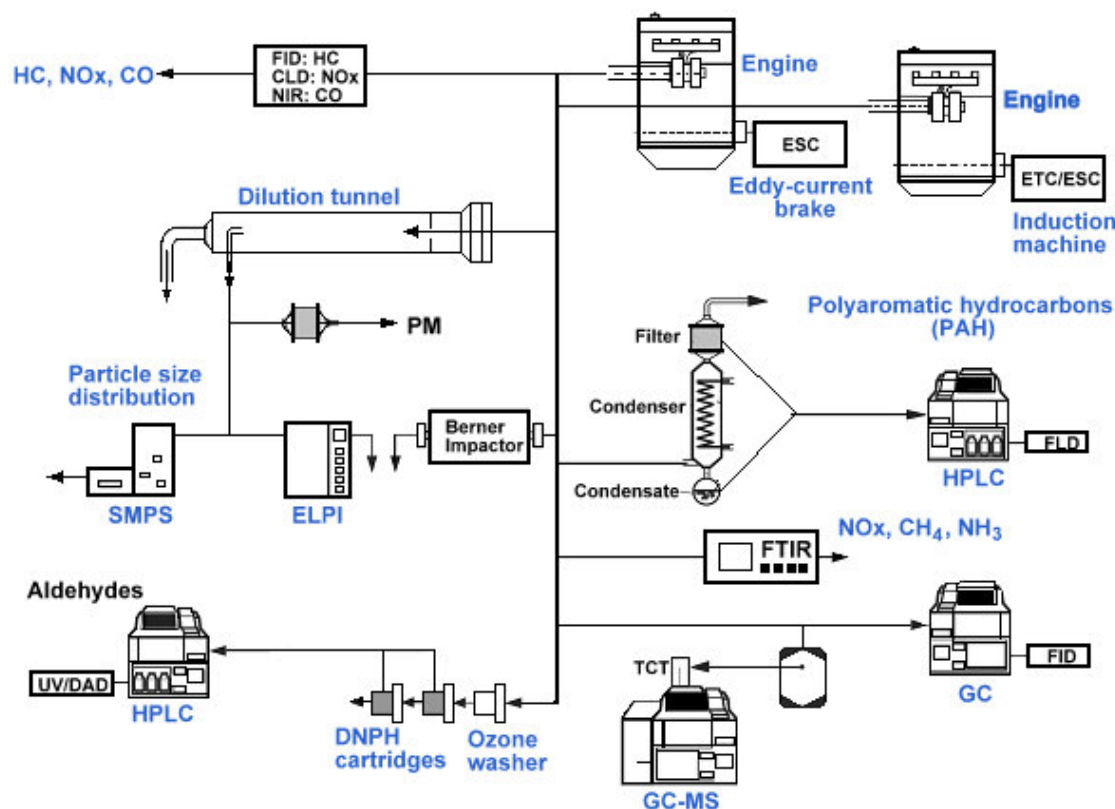 HC, NOx, CO
FID: HC
CLD: NOx
NIR: CO
Engine
Engine
ESC
Eddy-current
brake
ETC/ESC
Induction
machine
Dilution tunnel
PM
Particle size
distribution
SMPS
ELPI
Berner
Impactor
Polyaromatic hydrocarbons
(PAH)
Filter
Condenser
Condensate
FLD
HPLC
NOx, CH₄, NH₃
FTIR
Aldehydes
UV/DAD
HPLC
DNPH
cartridges
Ozone
washer
TCT
GC-MS
FID
GC